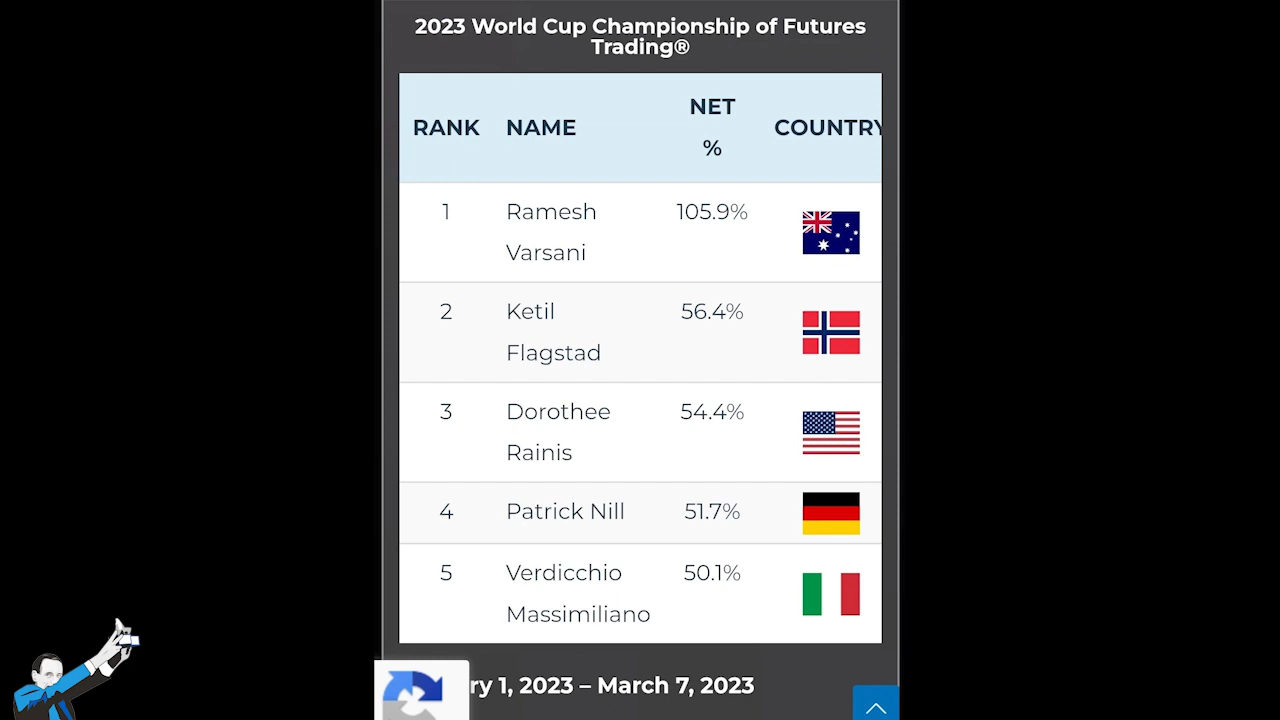 2023 World Cup Championship of Futures
Trading®
RANK NAME NET % COUNTRY
1 Ramesh Varsani 105.9%
2 Ketil Flagstad 56.4%
3 Dorothee Rainis 54.4%
4 Patrick Nill 51.7%
5 Verdicchio Massimiliano 50.1%
ry 1, 2023 – March 7, 2023